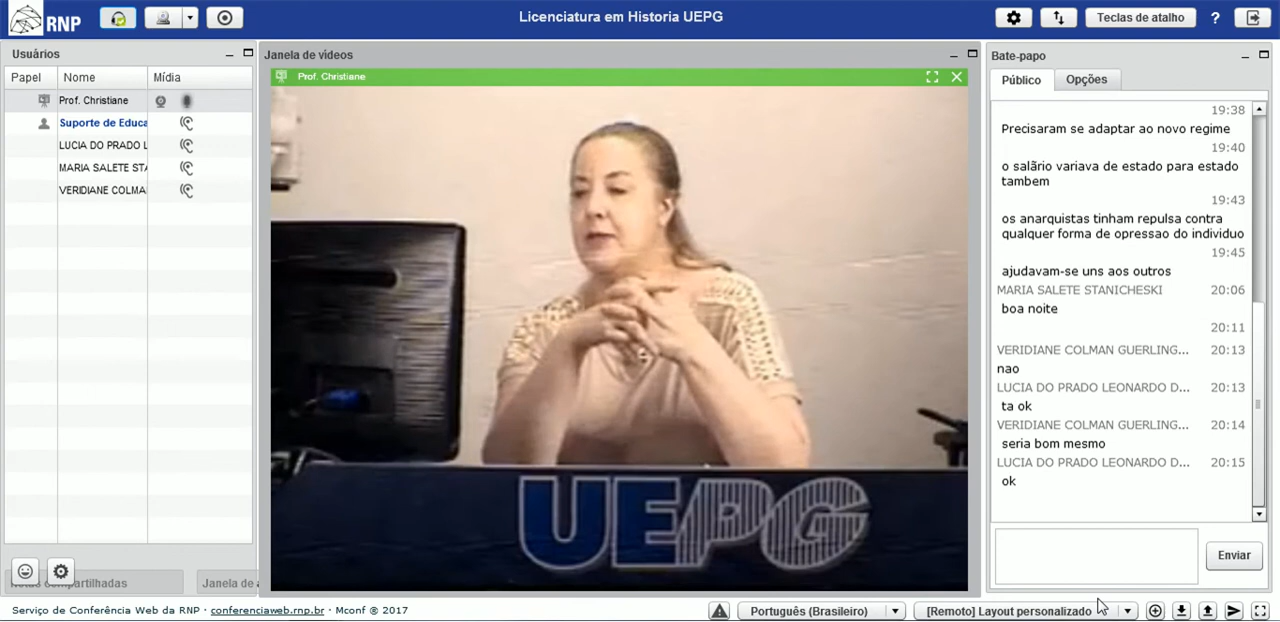 RNP
Licenciatura em Historia UEPG
Teclas de atalho
?
Usuários
Papel Nome Mídia
Prof. Christiane
Suporte de Educa
LUCIA DO PRADO L
MARIA SALETE STA
VERIDIANE COLMA
Janela de vídeos
Prof. Christiane
UEPG
Bate-papo
Público Opções
19:38
Precisaram se adaptar ao novo regime
19:40
o salãrio variava de estado para estado
tambem
19:43
os anarquistas tinham repulsa contra
qualquer forma de opressao do individuo
19:45
ajudavam-se uns aos outros
MARIA SALETE STANICHESKI 20:06
boa noite
20:11
VERIDIANE COLMAN GUERLING... 20:13
nao
LUCIA DO PRADO LEONARDO D... 20:13
ta ok
VERIDIANE COLMAN GUERLING... 20:14
seria bom mesmo
LUCIA DO PRADO LEONARDO D... 20:15
ok
Enviar
Janela de
Serviço de Conferência Web da RNP · conferenciaweb.rnp.br · Mconf ® 2017
Português (Brasileiro)
[Remoto] Layout personalizado